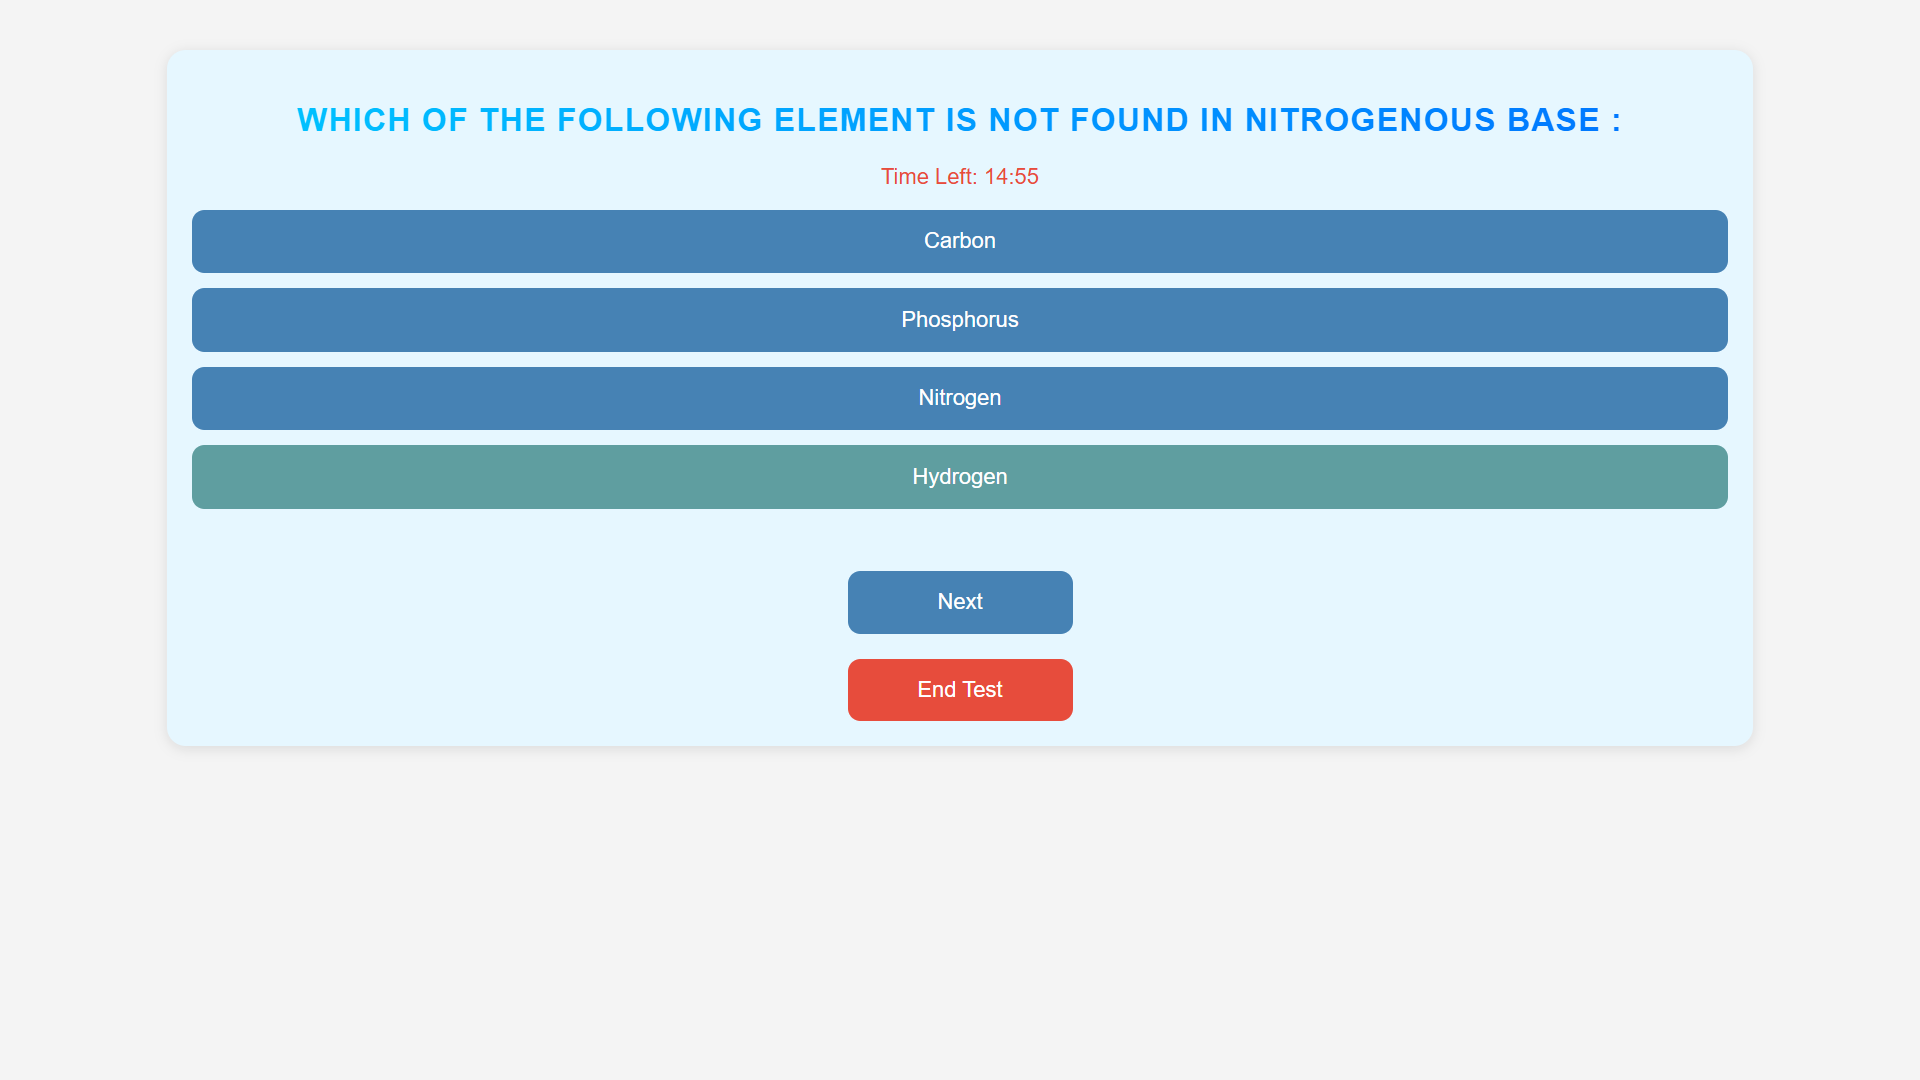 WHICH OF THE FOLLOWING ELEMENT IS NOT FOUND IN NITROGENOUS BASE :
Time Left: 14:55
Carbon
Phosphorus
Nitrogen
Hydrogen
Next
End Test